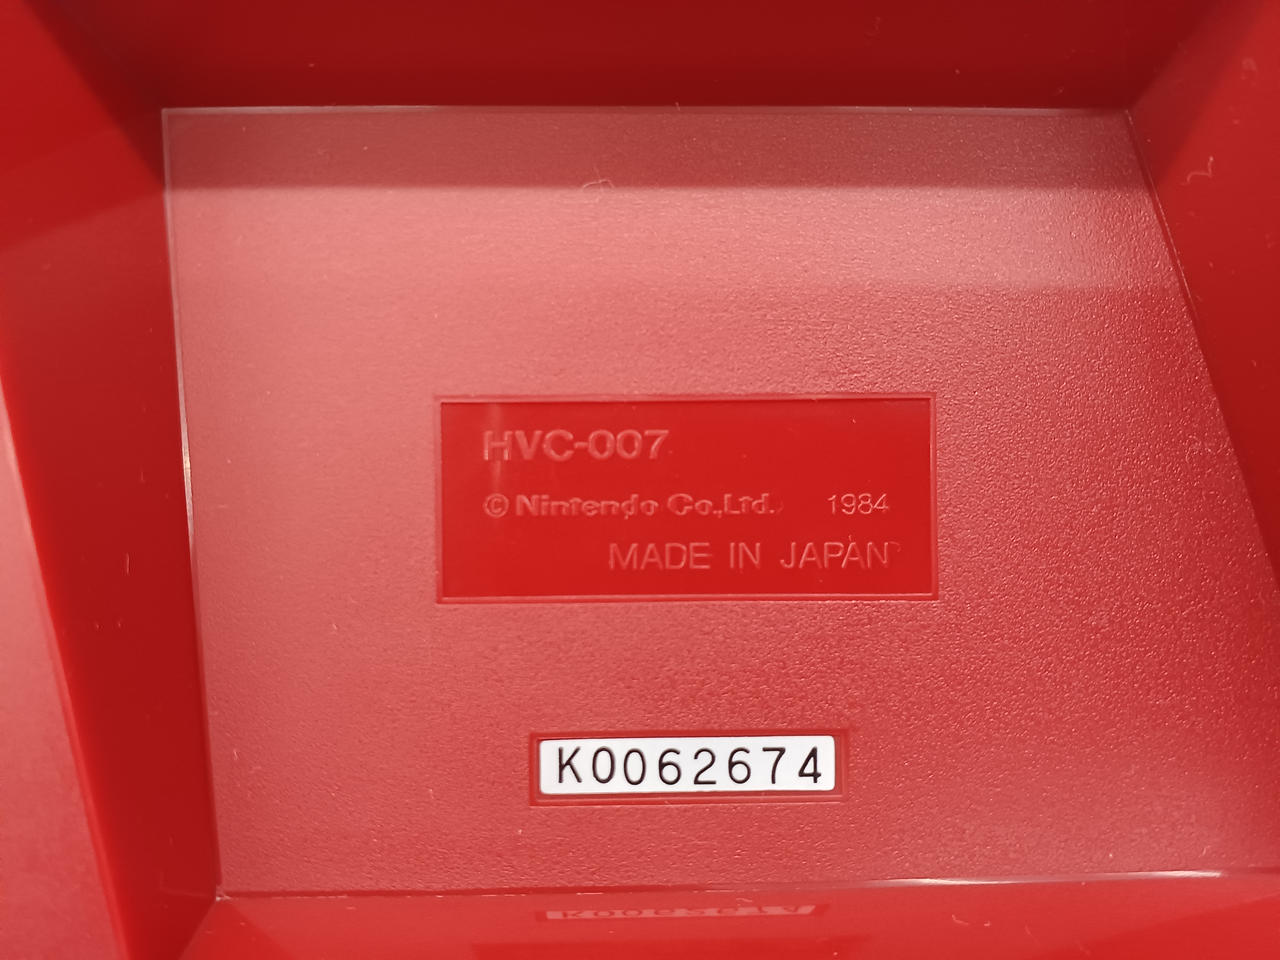 HVC-007
© Nintendo Co.,Ltd. 1984
MADE IN JAPAN
K0062674